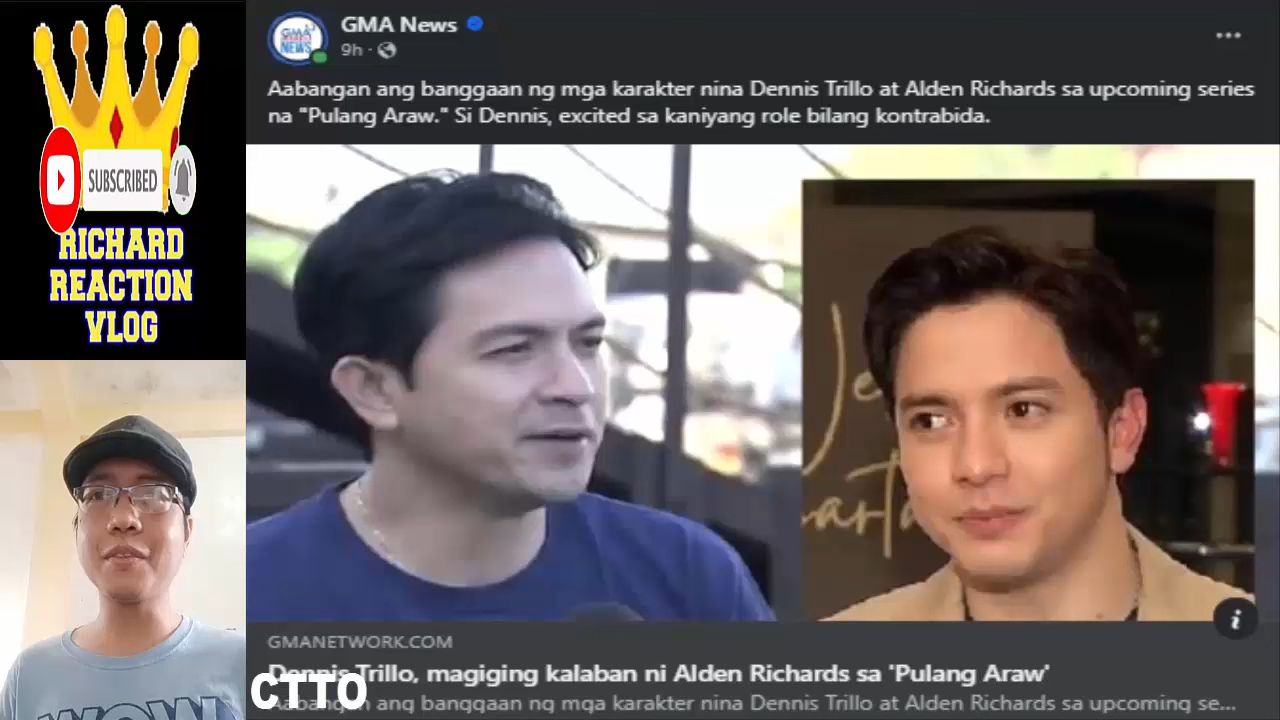 GMA News
9h
Aabangan ang banggaan ng mga karakter nina Dennis Trillo at Alden Richards sa upcoming series
na "Pulang Araw." Si Dennis, excited sa kaniyang role bilang kontrabida.
SUBSCRIBED
RICHARD
REACTION
VLOG
GMANETWORK.COM
Dennis Trillo, magiging kalaban ni Alden Richards sa 'Pulang Araw'
CTTO
Aabangan ang banggaan ng mga karakter nina Dennis Trillo at Alden Richards sa upcoming se...
WOW